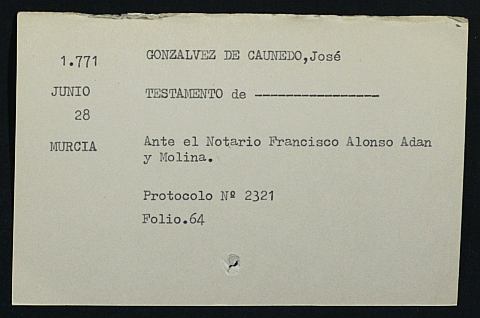 GONZALVEZ DE CAUNEDO,José
1.771
JUNIO
28
MURCIA
TESTAMENTO de ----------------
Ante el Notario Francisco Alonso Adan
y Molina.
Protocolo Nº 2321
Folio.64